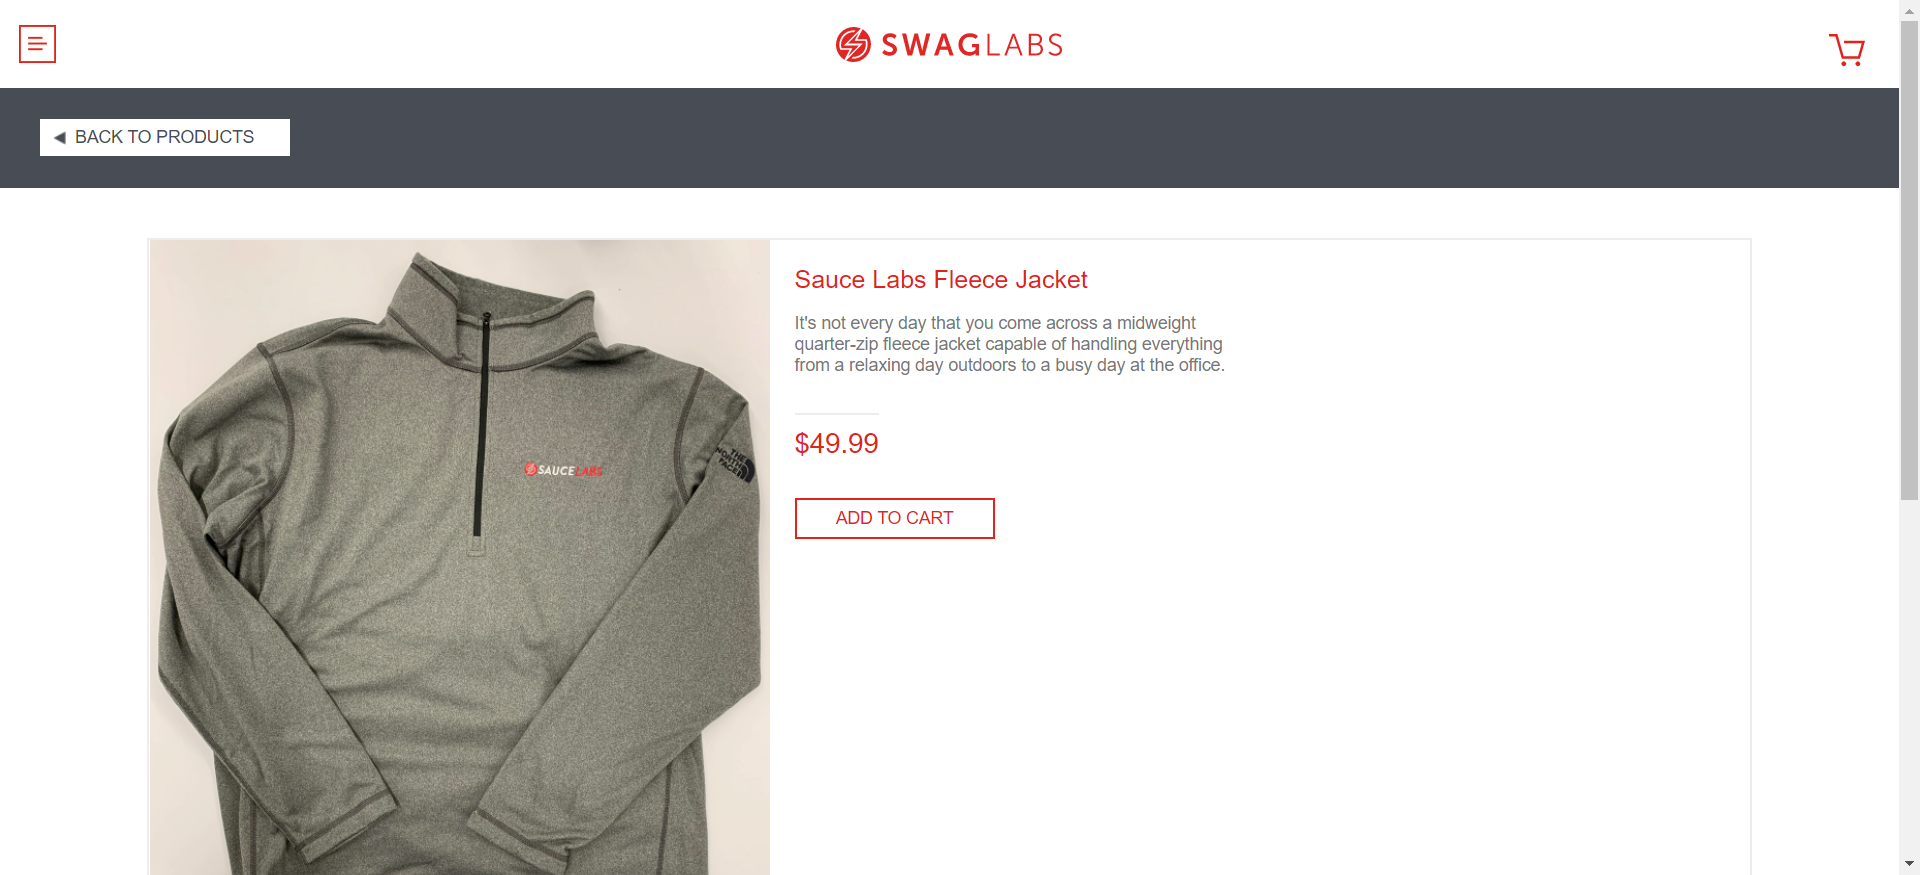 SWAGLABS
BACK TO PRODUCTS
Sauce Labs Fleece Jacket
It's not every day that you come across a midweight
quarter-zip fleece jacket capable of handling everything
from a relaxing day outdoors to a busy day at the office.
$49.99
ADD TO CART
SAUCELABS
THE
NORTH
FACE